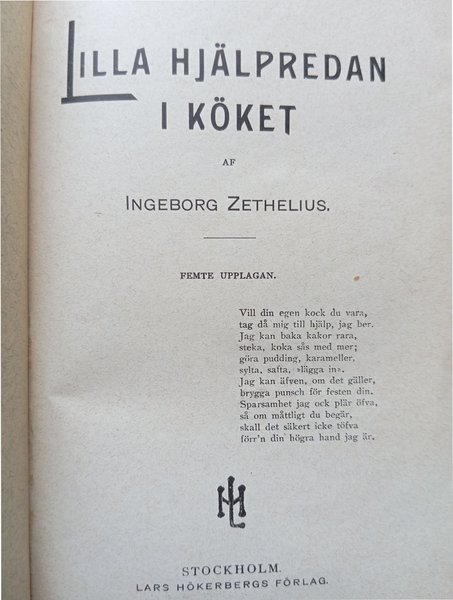 LILLA HJÄLPREDAN
I KÖKET
AF
INGEBORG ZETHELIUS.
FEMTE UPPLAGAN.
Vill din egen kock du vara,
tag då mig till hjälp, jag ber.
Jag kan baka kakor rara,
steka, koka sås med mer;
göra pudding, karameller,
sylta, safta, »lägga in».
Jag kan äfven, om det gäller,
brygga punsch för festen din.
Sparsamhet jag ock plär öfva,
så om måttligt du begär,
skall det säkert icke töfva
förr'n din högra hand jag är.
LH
STOCKHOLM.
LARS HÖKERBERGS FÖRLAG.